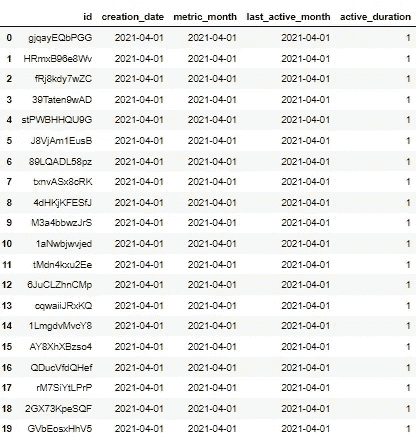 id creation_date metric_month last_active_month active_duration
0 gjqayEQbPGG 2021-04-01 2021-04-01 2021-04-01 1
1 HRmxB96e8Wv 2021-04-01 2021-04-01 2021-04-01 1
2 fRj8kdy7wZC 2021-04-01 2021-04-01 2021-04-01 1
3 39Taten9wAD 2021-04-01 2021-04-01 2021-04-01 1
4 stPWBHHQU9G 2021-04-01 2021-04-01 2021-04-01 1
5 J8VjAm1EusB 2021-04-01 2021-04-01 2021-04-01 1
6 89LQADL58pz 2021-04-01 2021-04-01 2021-04-01 1
7 2021-04-01 2021-04-01 2021-04-01 1
8 4dHKjKFESfJ 2021-04-01 2021-04-01 2021-04-01 1
9 M3a4bbwzJrS 2021-04-01 2021-04-01 2021-04-01 1
10 1aNwbjwvjed 2021-04-01 2021-04-01 2021-04-01 1
11 tMdn4kxu2Ee 2021-04-01 2021-04-01 2021-04-01 1
12 6JuCLZhnCMp 2021-04-01 2021-04-01 2021-04-01 1
13 cqwaiiJRxKQ 2021-04-01 2021-04-01 2021-04-01 1
14 1LmgdvMvcY8 2021-04-01 2021-04-01 2021-04-01 1
15 AY8XhXBzso4 2021-04-01 2021-04-01 2021-04-01 1
16 QDucVfdQHef 2021-04-01 2021-04-01 2021-04-01 1
17 rM7SiYtLPrP 2021-04-01 2021-04-01 2021-04-01 1
18 2GX73KpeSQF 2021-04-01 2021-04-01 2021-04-01 1
19 GVbEosxHhV5 2021-04-01 2021-04-01 2021-04-01 1